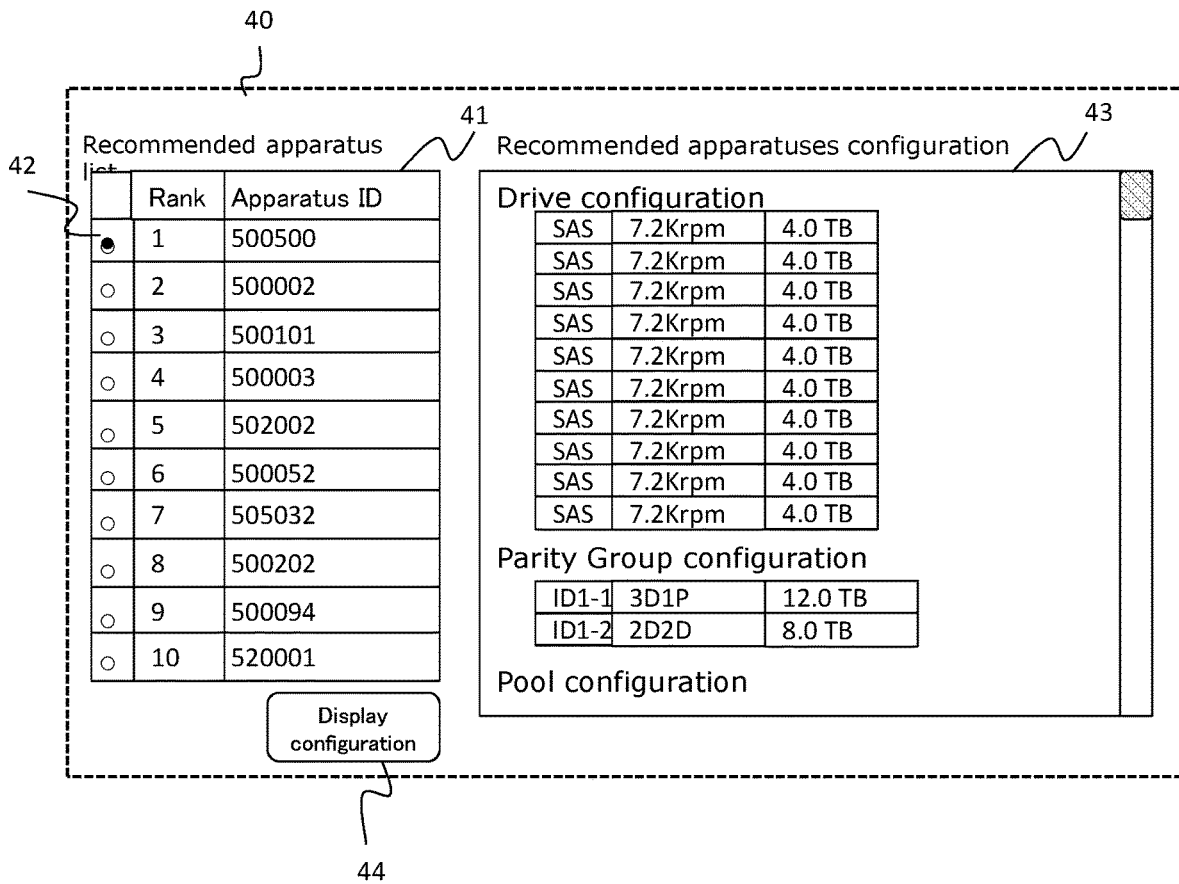 40
41
43
Recommended apparatus
list
Recommended apparatuses configuration
42
Rank Apparatus ID
1 500500
2 500002
3 500101
4 500003
5 502002
6 500052
7 505032
8 500202
9 500094
10 520001
Display
configuration
44
Drive configuration
SAS 7.2Krpm 4.0 TB
SAS 7.2Krpm 4.0 TB
SAS 7.2Krpm 4.0 TB
SAS 7.2Krpm 4.0 TB
SAS 7.2Krpm 4.0 TB
SAS 7.2Krpm 4.0 TB
SAS 7.2Krpm 4.0 TB
SAS 7.2Krpm 4.0 TB
SAS 7.2Krpm 4.0 TB
SAS 7.2Krpm 4.0 TB
Parity Group configuration
ID1-1 3D1P 12.0 TB
ID1-2 2D2D 8.0 TB
Pool configuration